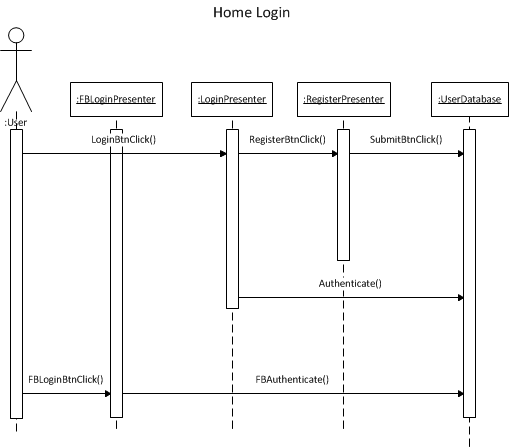 Home Login
:User
:FBLoginPresenter
:LoginPresenter
:RegisterPresenter
:UserDatabase
LoginBtnClick()
RegisterBtnClick()
SubmitBtnClick()
Authenticate()
FBLoginBtnClick()
FBAuthenticate()